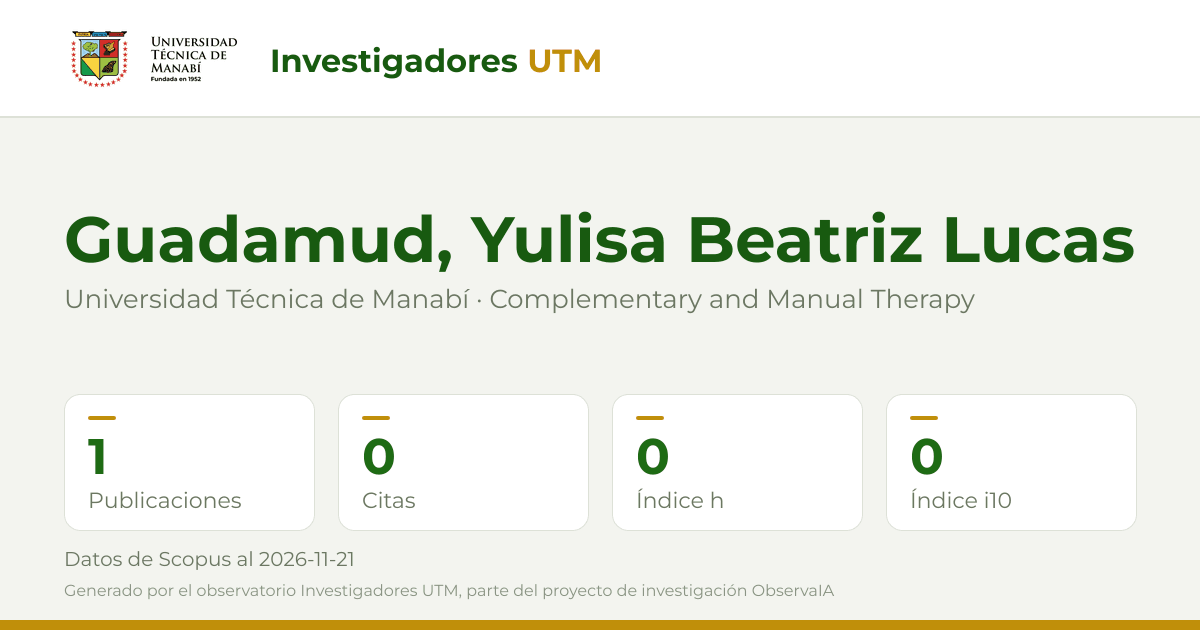 UNIVERSIDAD
TÉCNICA DE
MANABÍ
Fundada en 1952
Investigadores UTM
Guadamud, Yulisa Beatriz Lucas
Universidad Técnica de Manabí · Complementary and Manual Therapy
1
Publicaciones
0
Citas
0
Índice h
0
Índice i10
Datos de Scopus al 2026-11-21
Generado por el observatorio Investigadores UTM, parte del proyecto de investigación ObservaIA